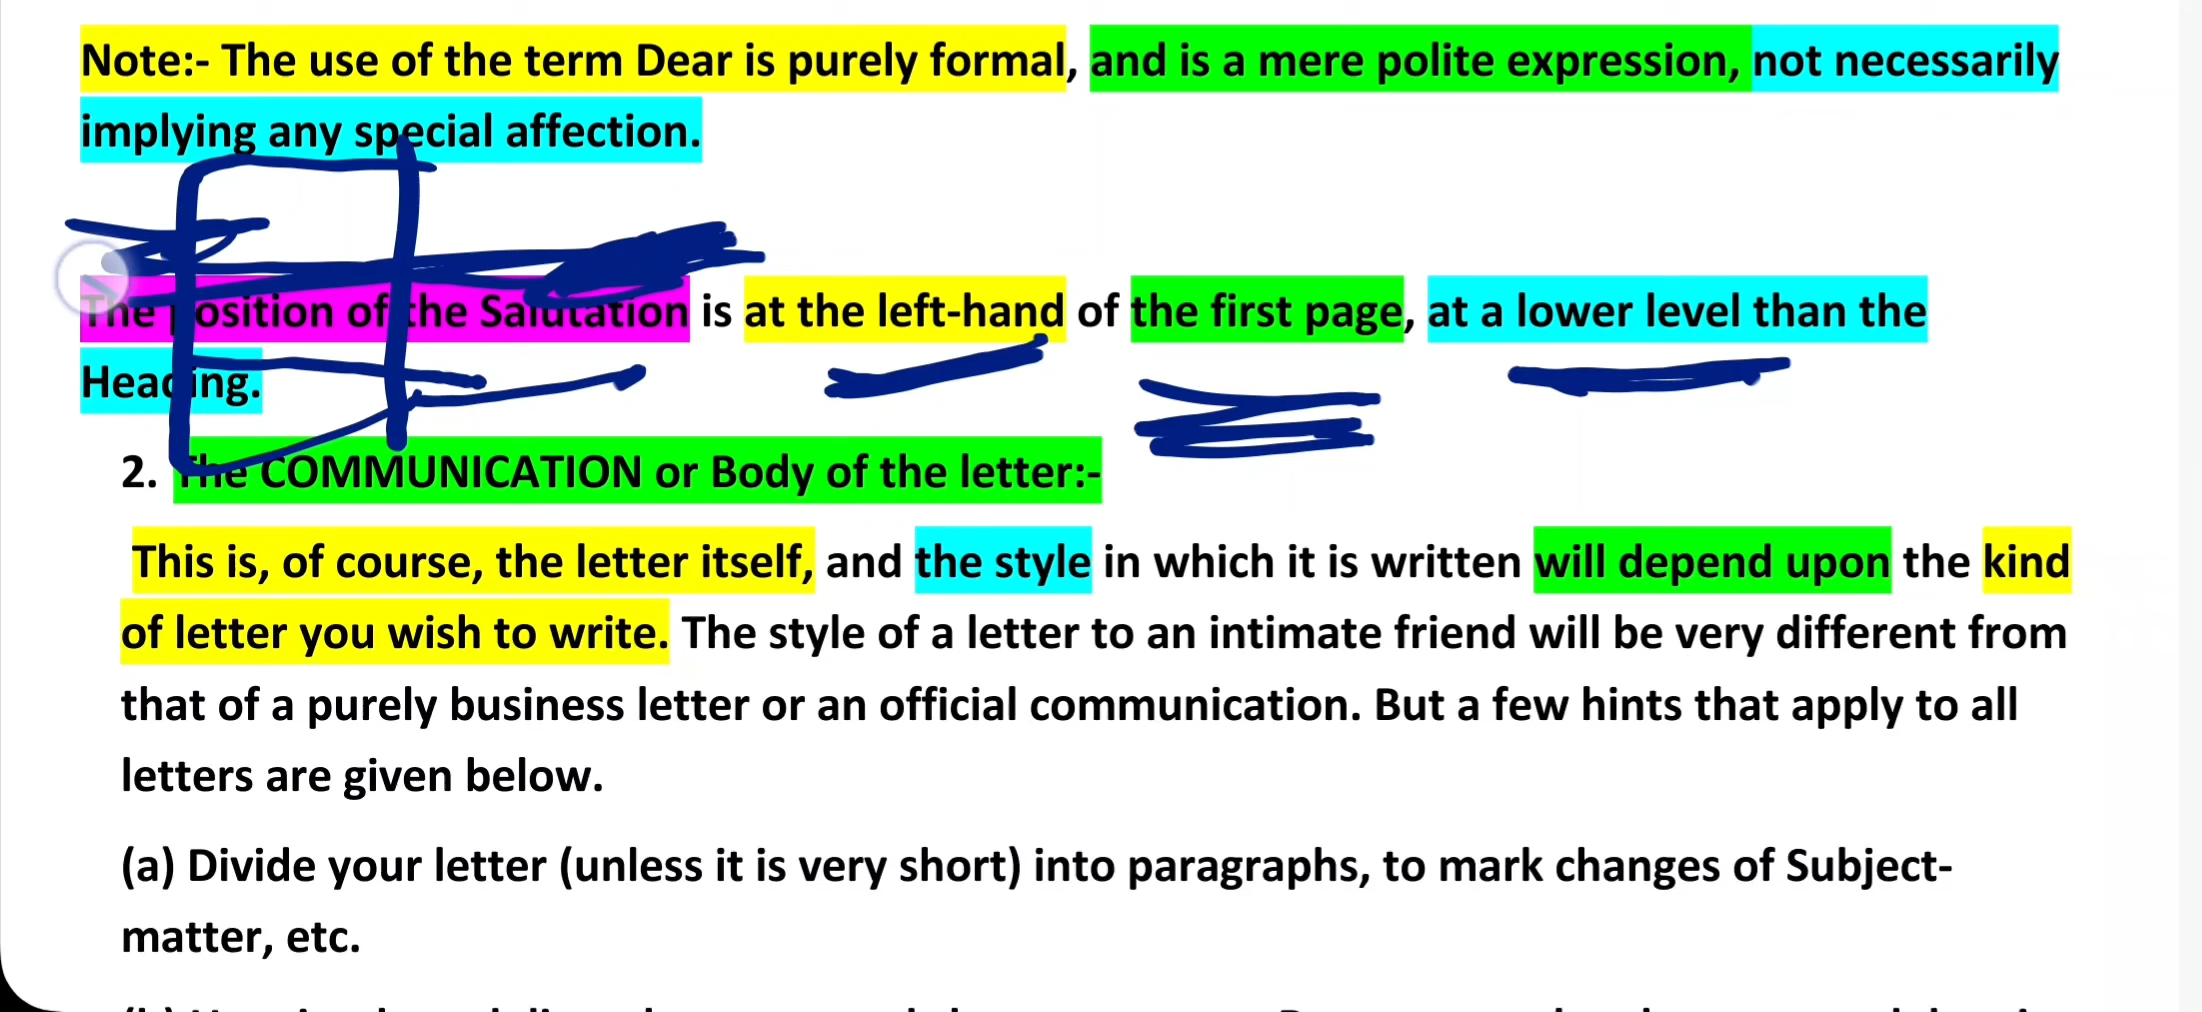 Note:- The use of the term Dear is purely formal, and is a mere polite expression, not necessarily
implying any special affection.
The position of the Salutation is at the left-hand of the first page, at a lower level than the
Heading.
2. The COMMUNICATION or Body of the letter:-
This is, of course, the letter itself, and the style in which it is written will depend upon the kind
of letter you wish to write. The style of a letter to an intimate friend will be very different from
that of a purely business letter or an official communication. But a few hints that apply to all
letters are given below.
(a) Divide your letter (unless it is very short) into paragraphs, to mark changes of Subject-
matter, etc.